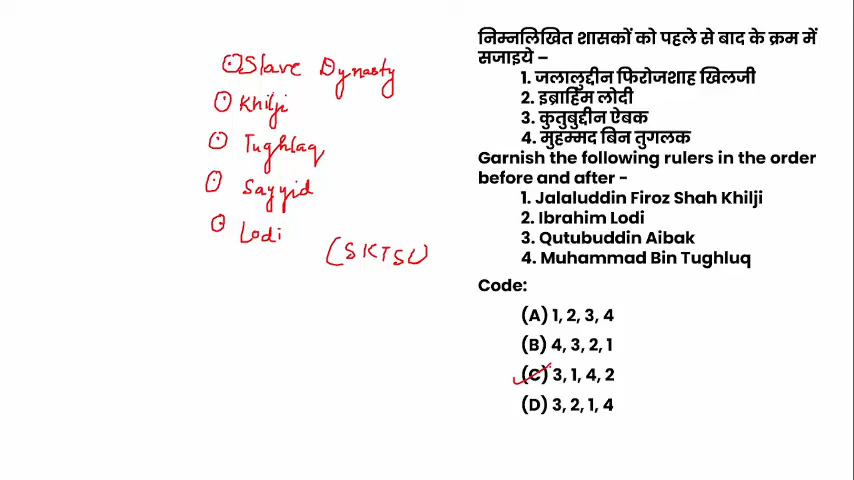 Slave Dynasty
Khilji
Tughlaq
Sayyid
Lodi
(SKTSL)
निम्नलिखित शासकों को पहले से बाद के क्रम में
सजाइये –
1. जलालुद्दीन फिरोजशाह खिलजी
2. इब्राहिम लोदी
3. कुतुबुद्दीन ऐबक
4. मुहम्मद बिन तुगलक
Garnish the following rulers in the order
before and after -
1. Jalaluddin Firoz Shah Khilji
2. Ibrahim Lodi
3. Qutubuddin Aibak
4. Muhammad Bin Tughluq
Code:
(A) 1, 2, 3, 4
(B) 4, 3, 2, 1
(C) 3, 1, 4, 2
(D) 3, 2, 1, 4